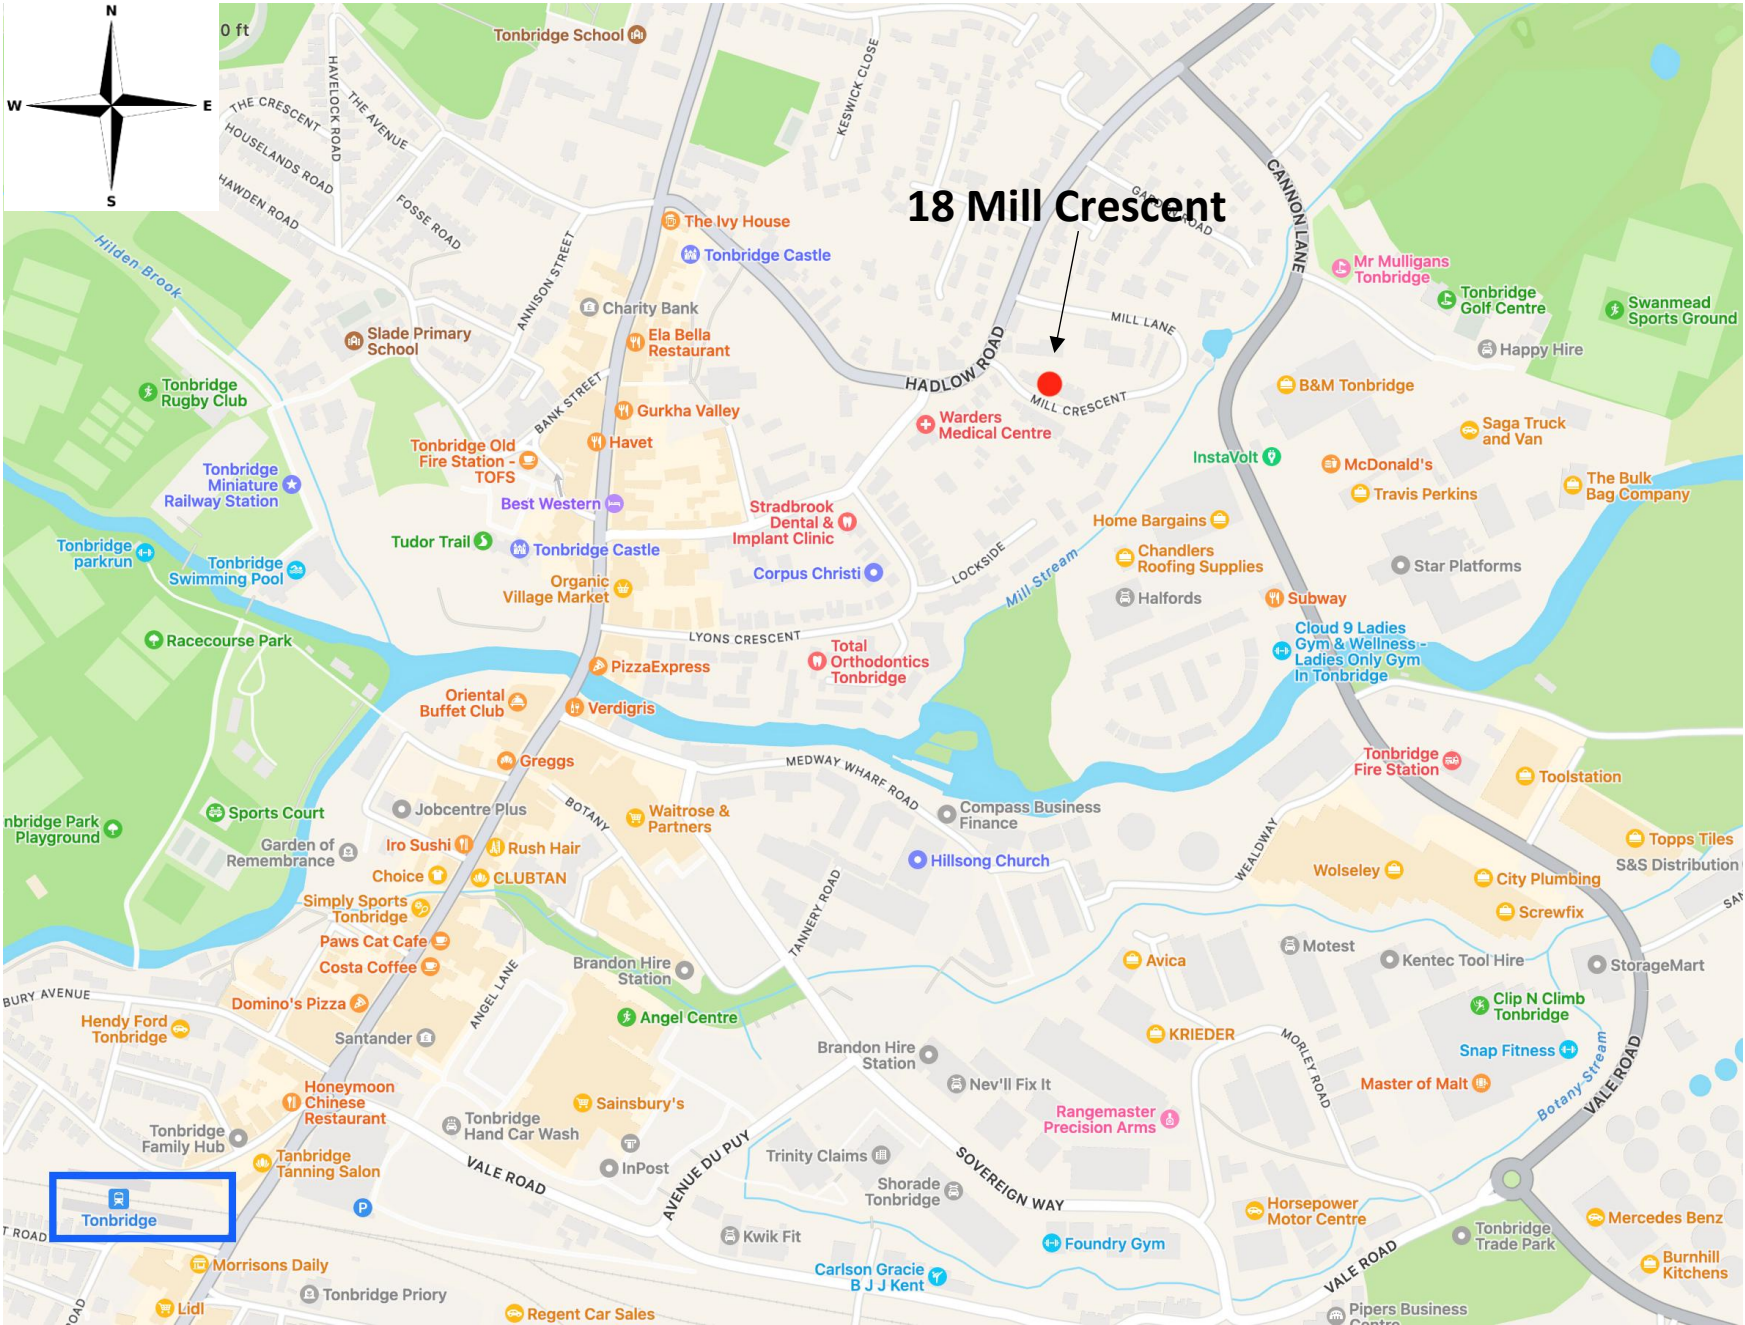 N
W
E
S
0 ft
Tonbridge School
KESWICK CLOSE
HAVELOCK ROAD
THE AVENUE
THE CRESCENT
HOUSELANDS ROAD
HAWDEN ROAD
FOSSE ROAD
CANNON LANE
18 Mill Crescent
The Ivy House
Tonbridge Castle
Hilden Brook
ANNISON STREET
Charity Bank
Mr Mulligans
Tonbridge
Tonbridge
Golf Centre
Swanmead
Sports Ground
Happy Hire
MILL LANE
Slade Primary
School
Ela Bella
Restaurant
HADLOW ROAD
MILL CRESCENT
B&M Tonbridge
Tonbridge
Rugby Club
BANK STREET
Gurkha Valley
Havet
Warders
Medical Centre
Saga Truck
and Van
Tonbridge Old
Fire Station -
TOFS
InstaVolt
McDonald's
Travis Perkins
The Bulk
Bag Company
Tonbridge
Miniature
Railway Station
Best Western
Stradbrook
Dental &
Implant Clinic
Home Bargains
Tudor Trail
Tonbridge Castle
Tonbridge
parkrun
Tonbridge
Swimming Pool
Corpus Christi
LOCKSIDE
Mill Stream
Chandlers
Roofing Supplies
Star Platforms
Organic
Village Market
Halfords
Subway
Racecourse Park
LYONS CRESCENT
Cloud 9 Ladies
Gym & Wellness -
Ladies Only Gym
In Tonbridge
PizzaExpress
Total
Orthodontics
Tonbridge
Oriental
Buffet Club
Verdigris
Greggs
MEDWAY WHARF ROAD
Tonbridge
Fire Station
Toolstation
Jobcentre Plus
BOTANY
Waitrose &
Partners
Compass Business
Finance
Sports Court
nbridge Park
Playground
Garden of
Remembrance
Iro Sushi
Rush Hair
Hillsong Church
WEALDWAY
Topps Tiles
S&S Distribution
Choice
CLUBTAN
Wolseley
City Plumbing
Simply Sports
Tonbridge
TANNERY ROAD
Screwfix
SAN
Paws Cat Cafe
Costa Coffee
Brandon Hire
Station
Avica
Motest
Kentec Tool Hire
StorageMart
BURY AVENUE
Domino's Pizza
ANGEL LANE
Angel Centre
Clip N Climb
Tonbridge
Hendy Ford
Tonbridge
Santander
KRIEDER
MORLEY ROAD
Snap Fitness
Botany Stream
VALE ROAD
Brandon Hire
Station
Nev'll Fix It
Master of Malt
Honeymoon
Chinese
Restaurant
Sainsbury's
Rangemaster
Precision Arms
Tonbridge
Hand Car Wash
Tonbridge
Family Hub
Tanbridge
Tanning Salon
InPost
Trinity Claims
VALE ROAD
AVENUE DU PUY
SOVEREIGN WAY
Shorade
Tonbridge
Tonbridge
P
Horsepower
Motor Centre
Mercedes Benz
T ROAD
Kwik Fit
Foundry Gym
Tonbridge
Trade Park
Morrisons Daily
Carlson Gracie
B J J Kent
VALE ROAD
Burnhill
Kitchens
Tonbridge Priory
Lidl
Regent Car Sales
Pipers Business
ROAD